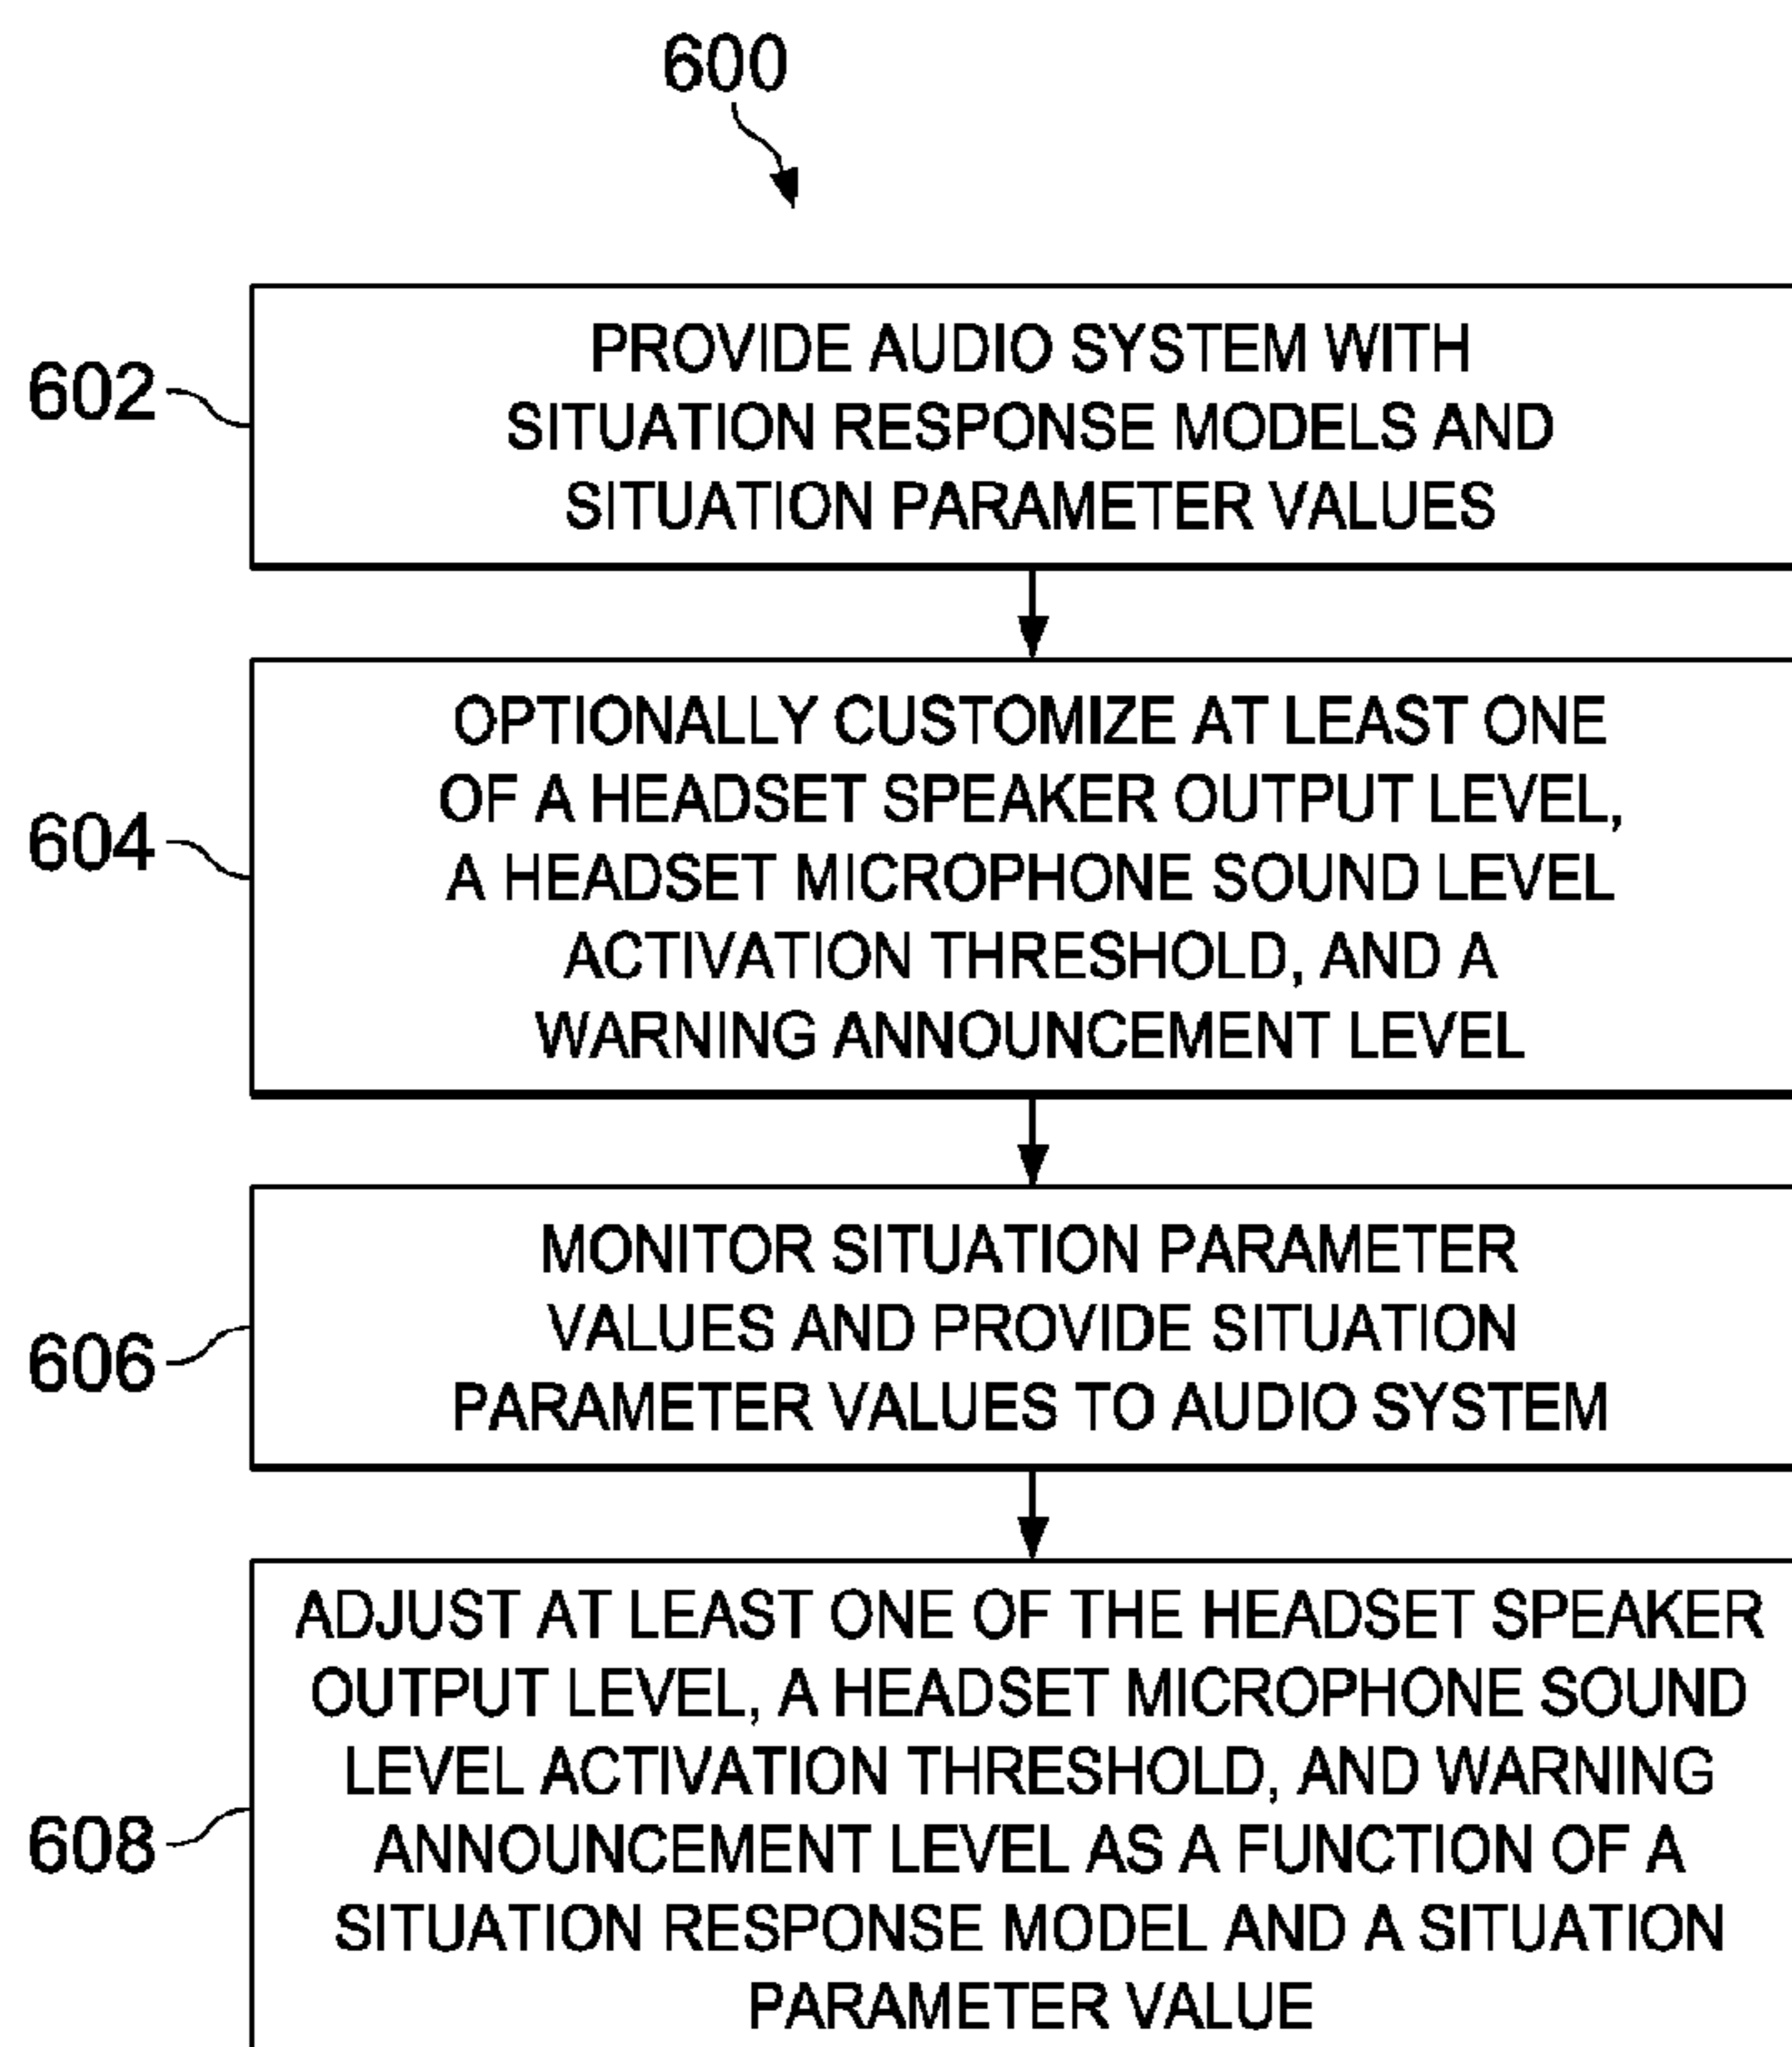 600
602
PROVIDE AUDIO SYSTEM WITH
SITUATION RESPONSE MODELS AND
SITUATION PARAMETER VALUES
604
OPTIONALLY CUSTOMIZE AT LEAST ONE
OF A HEADSET SPEAKER OUTPUT LEVEL,
A HEADSET MICROPHONE SOUND LEVEL
ACTIVATION THRESHOLD, AND A
WARNING ANNOUNCEMENT LEVEL
606
MONITOR SITUATION PARAMETER
VALUES AND PROVIDE SITUATION
PARAMETER VALUES TO AUDIO SYSTEM
608
ADJUST AT LEAST ONE OF THE HEADSET SPEAKER
OUTPUT LEVEL, A HEADSET MICROPHONE SOUND
LEVEL ACTIVATION THRESHOLD, AND WARNING
ANNOUNCEMENT LEVEL AS A FUNCTION OF A
SITUATION RESPONSE MODEL AND A SITUATION
PARAMETER VALUE